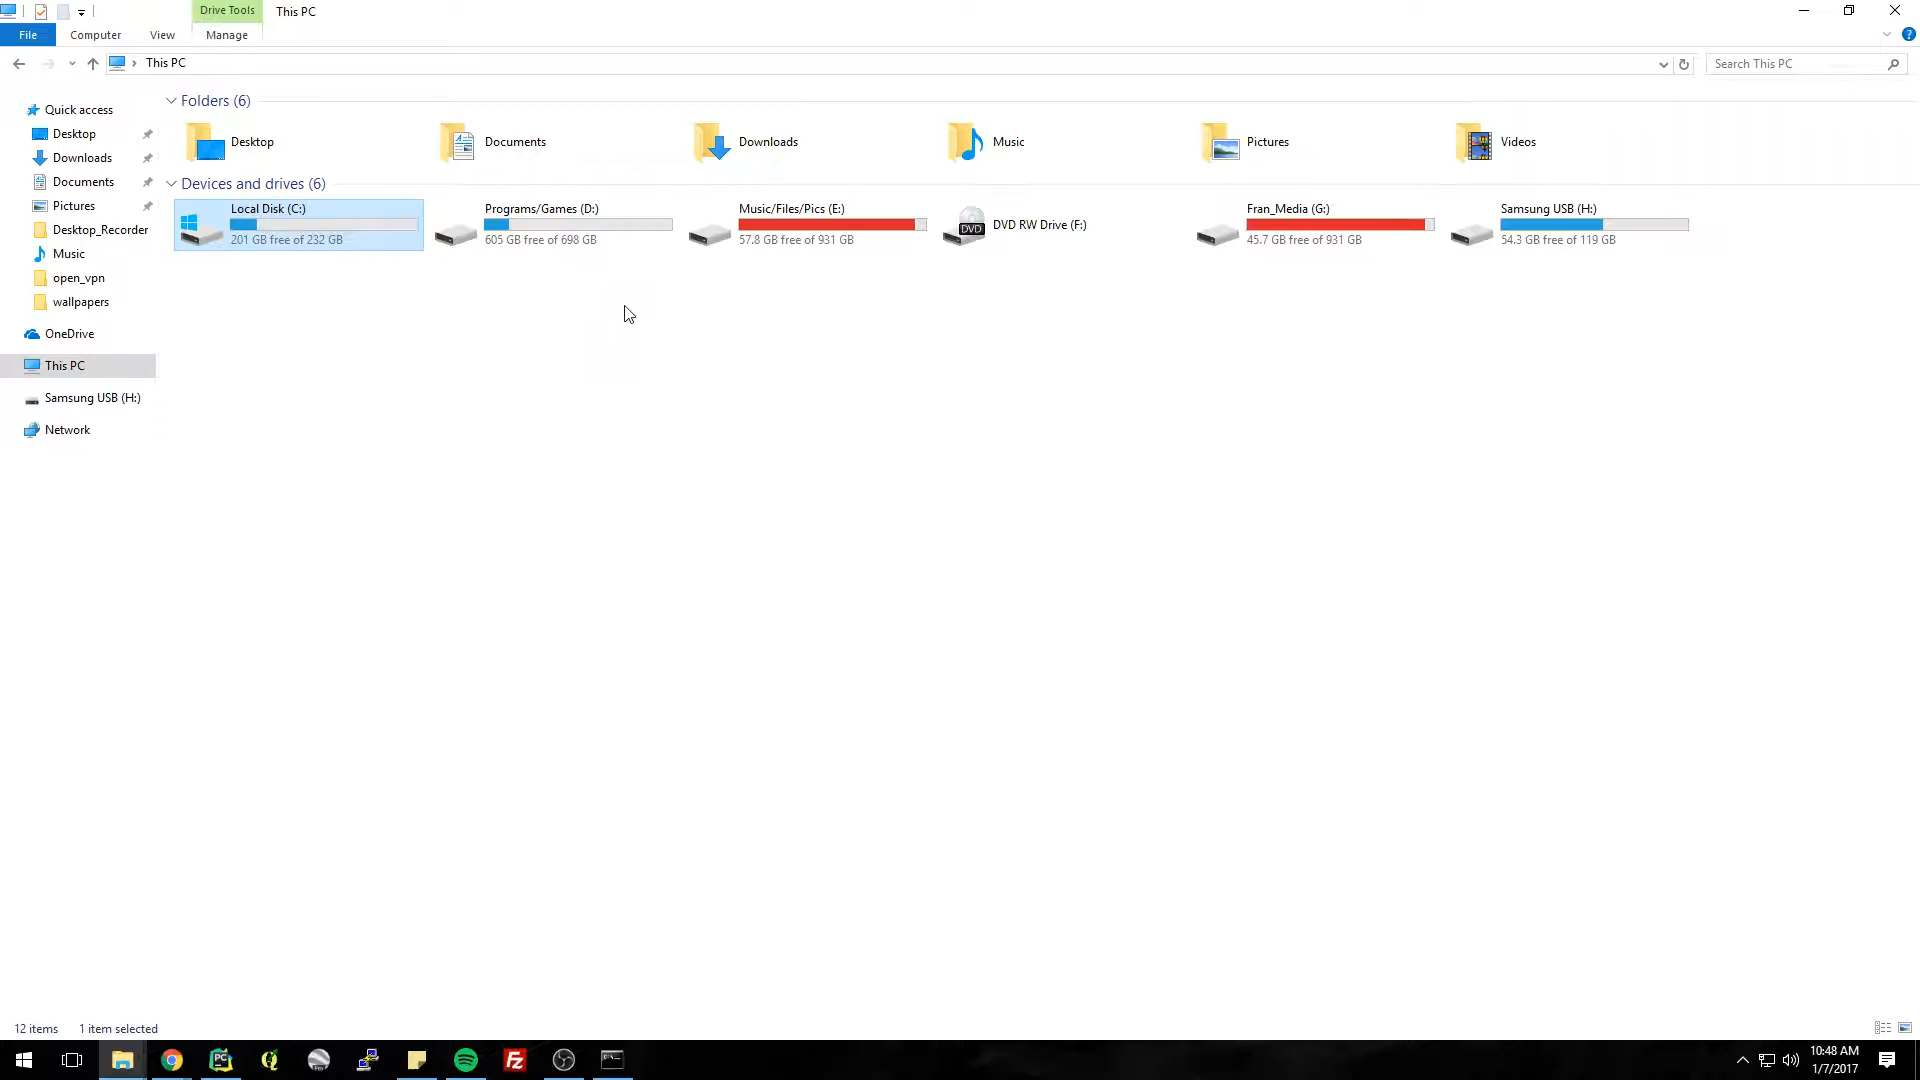 Drive Tools
This PC
File
Computer
View
Manage
This PC
Search This PC
Quick access
Desktop
Downloads
Documents
Pictures
Desktop_Recorder
Music
open_vpn
wallpapers
OneDrive
This PC
Samsung USB (H:)
Network
Folders (6)
Desktop
Documents
Downloads
Music
Pictures
Videos
Devices and drives (6)
Local Disk (C:)
201 GB free of 232 GB
Programs/Games (D:)
605 GB free of 698 GB
Music/Files/Pics (E:)
57.8 GB free of 931 GB
DVD
DVD RW Drive (F:)
Fran_Media (G:)
45.7 GB free of 931 GB
Samsung USB (H:)
54.3 GB free of 119 GB
12 items
1 item selected
PC
FZ
10:48 AM
1/7/2017